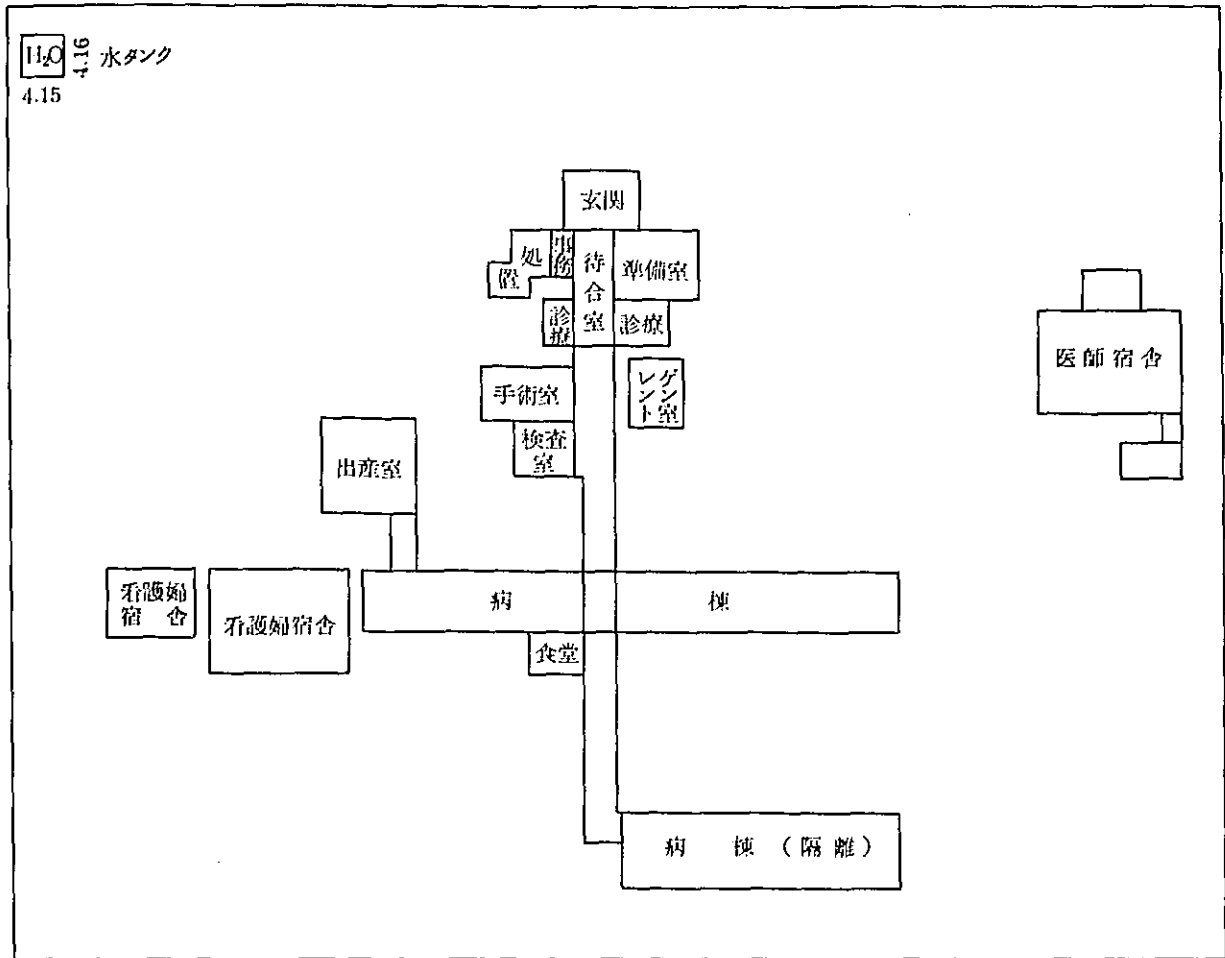 H₂O
4.16
水タンク
4.15
玄関
処置
事務
待合室
準備室
診療
診療
手術室
レントゲン室
検査室
医師宿舎
出産室
看護婦
宿舎
看護婦宿舎
病棟
食堂
病棟（隔離）